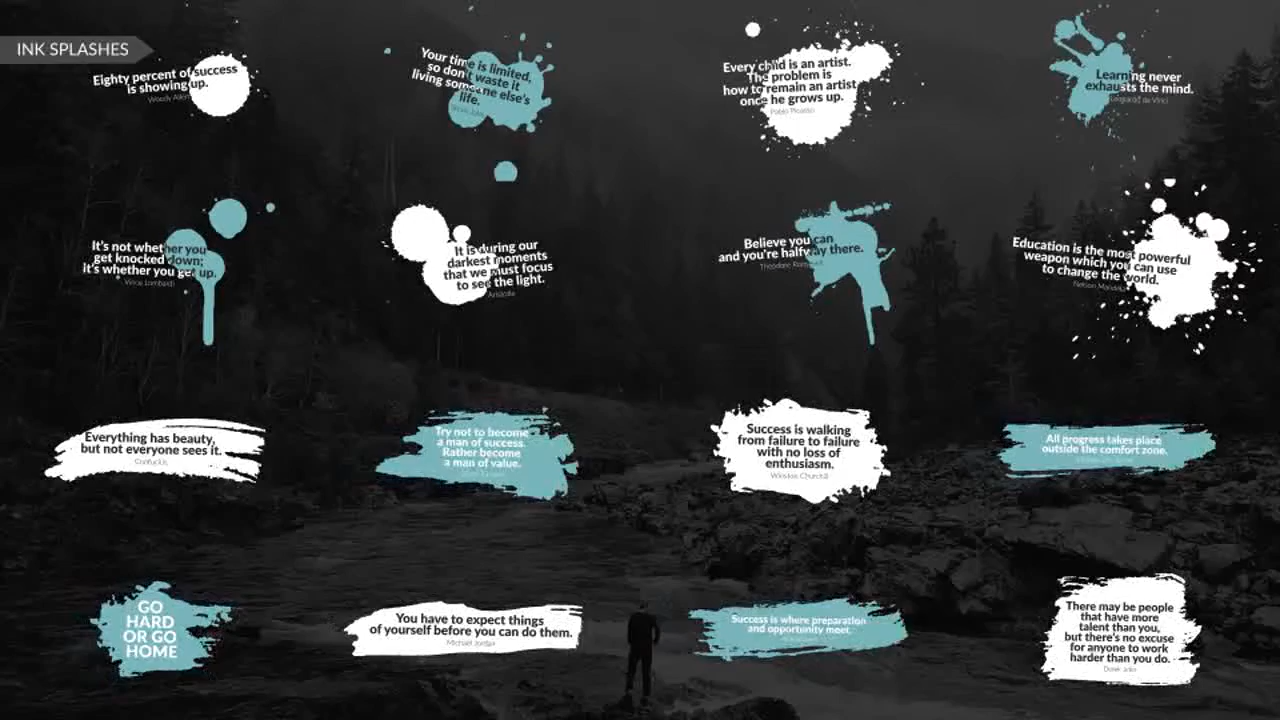 INK SPLASHES
Eighty percent of success
is showing up.
Woody Allen
Your time is limited,
so don't waste it
living someone else's
life.
Every child is an artist.
The problem is
how to remain an artist
once he grows up.
Pablo Picasso
Learning never
exhausts the mind.
Leonardo da Vinci
It's not whether you
get knocked down;
it's whether you get up.
Vince Lombardi
It is during our
darkest moments
that we must focus
to see the light.
Aristotle
Believe you can
and you're halfway there.
Theodore Roosevelt
Education is the most powerful
weapon which you can use
to change the world.
Nelson Mandela
Everything has beauty,
but not everyone sees it.
Confucius
Try not to become
a man of success.
Rather become
a man of value.
Success is walking
from failure to failure
with no loss of
enthusiasm.
Winston Churchill
All progress takes place
outside the comfort zone.
GO
HARD
OR GO
HOME
You have to expect things
of yourself before you can do them.
Michael Jordan
Success is where preparation
and opportunity meet.
There may be people
that have more
talent than you,
but there's no excuse
for anyone to work
harder than you do.
Derek Jeter